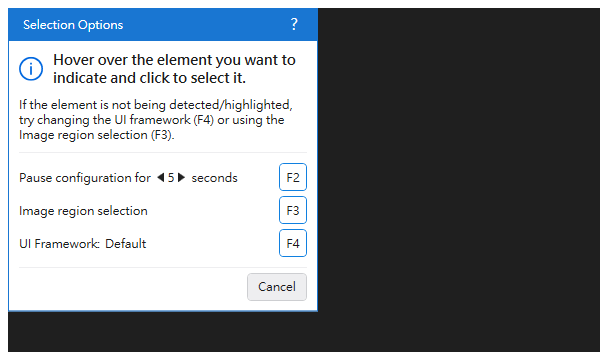 Selection Options ?
Hover over the element you want to
indicate and click to select it.
If the element is not being detected/highlighted,
try changing the UI framework (F4) or using the
Image region selection (F3).
Pause configuration for 5 seconds F2
Image region selection F3
UI Framework: Default F4
Cancel